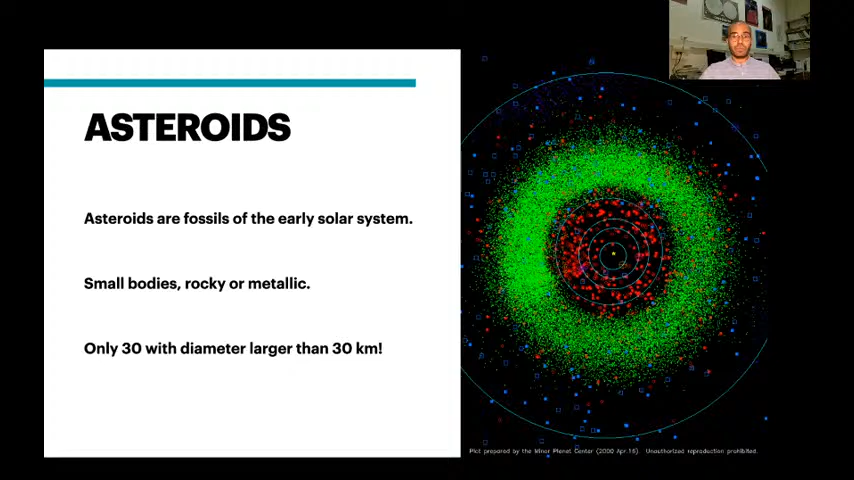 ASTEROIDS
Asteroids are fossils of the early solar system.
Small bodies, rocky or metallic.
Only 30 with diameter larger than 30 km!
Plot prepared by the Minor Planet Center (2000 Apr.15). Unauthorized reproduction prohibited.